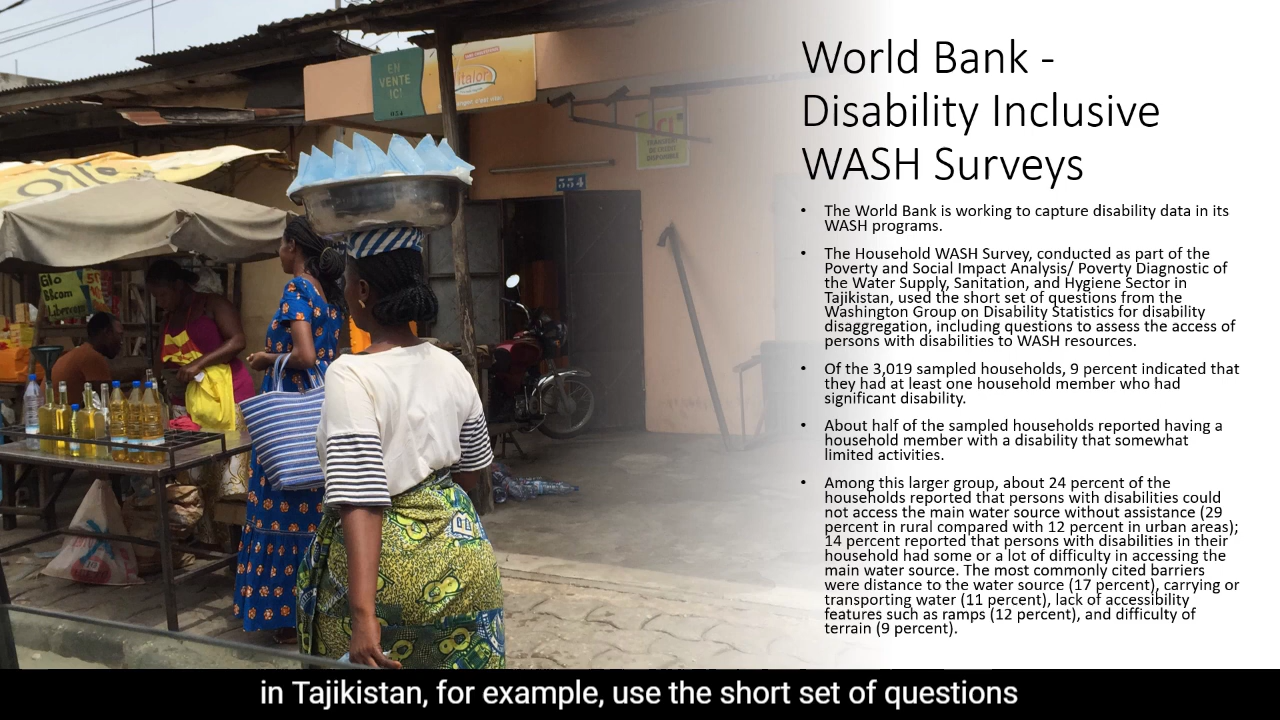 EN
VENTE
ICI
034
Vitalor
Glo
BBcom
Libercom
ICI
TRANSFERT
DE CREDIT
DISPONIBLE
554
World Bank -
Disability Inclusive
WASH Surveys
• The World Bank is working to capture disability data in its
WASH programs.
• The Household WASH Survey, conducted as part of the
Poverty and Social Impact Analysis/ Poverty Diagnostic of
the Water Supply, Sanitation, and Hygiene Sector in
Tajikistan, used the short set of questions from the
Washington Group on Disability Statistics for disability
disaggregation, including questions to assess the access of
persons with disabilities to WASH resources.
• Of the 3,019 sampled households, 9 percent indicated that
they had at least one household member who had
significant disability.
• About half of the sampled households reported having a
household member with a disability that somewhat
limited activities.
• Among this larger group, about 24 percent of the
households reported that persons with disabilities could
not access the main water source without assistance (29
percent in rural compared with 12 percent in urban areas);
14 percent reported that persons with disabilities in their
household had some or a lot of difficulty in accessing the
main water source. The most commonly cited barriers
were distance to the water source (17 percent), carrying or
transporting water (11 percent), lack of accessibility
features such as ramps (12 percent), and difficulty of
terrain (9 percent).
in Tajikistan, for example, use the short set of questions